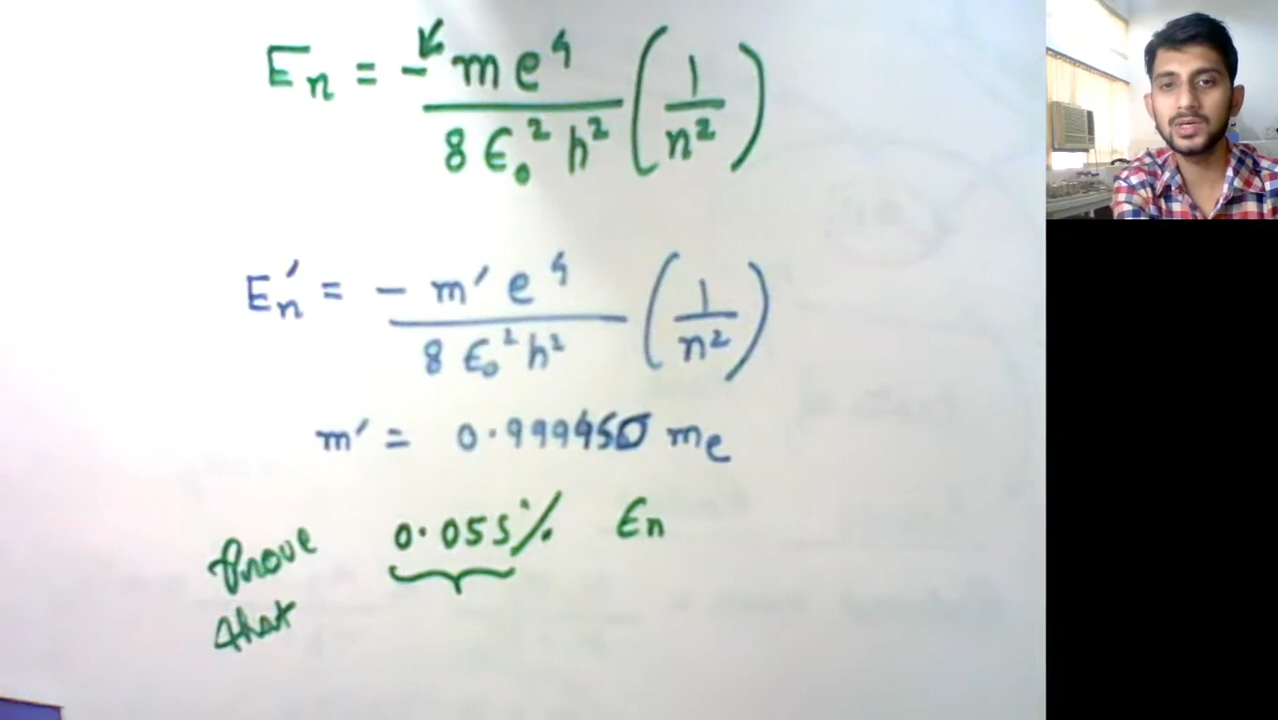 En = - me⁴ / 8 ϵ₀² h² (1/n²)
En′ = - m′ e⁴ / 8 ϵ₀² h² (1/n²)
m′ = 0.999450 me
Prove that 0.055% En